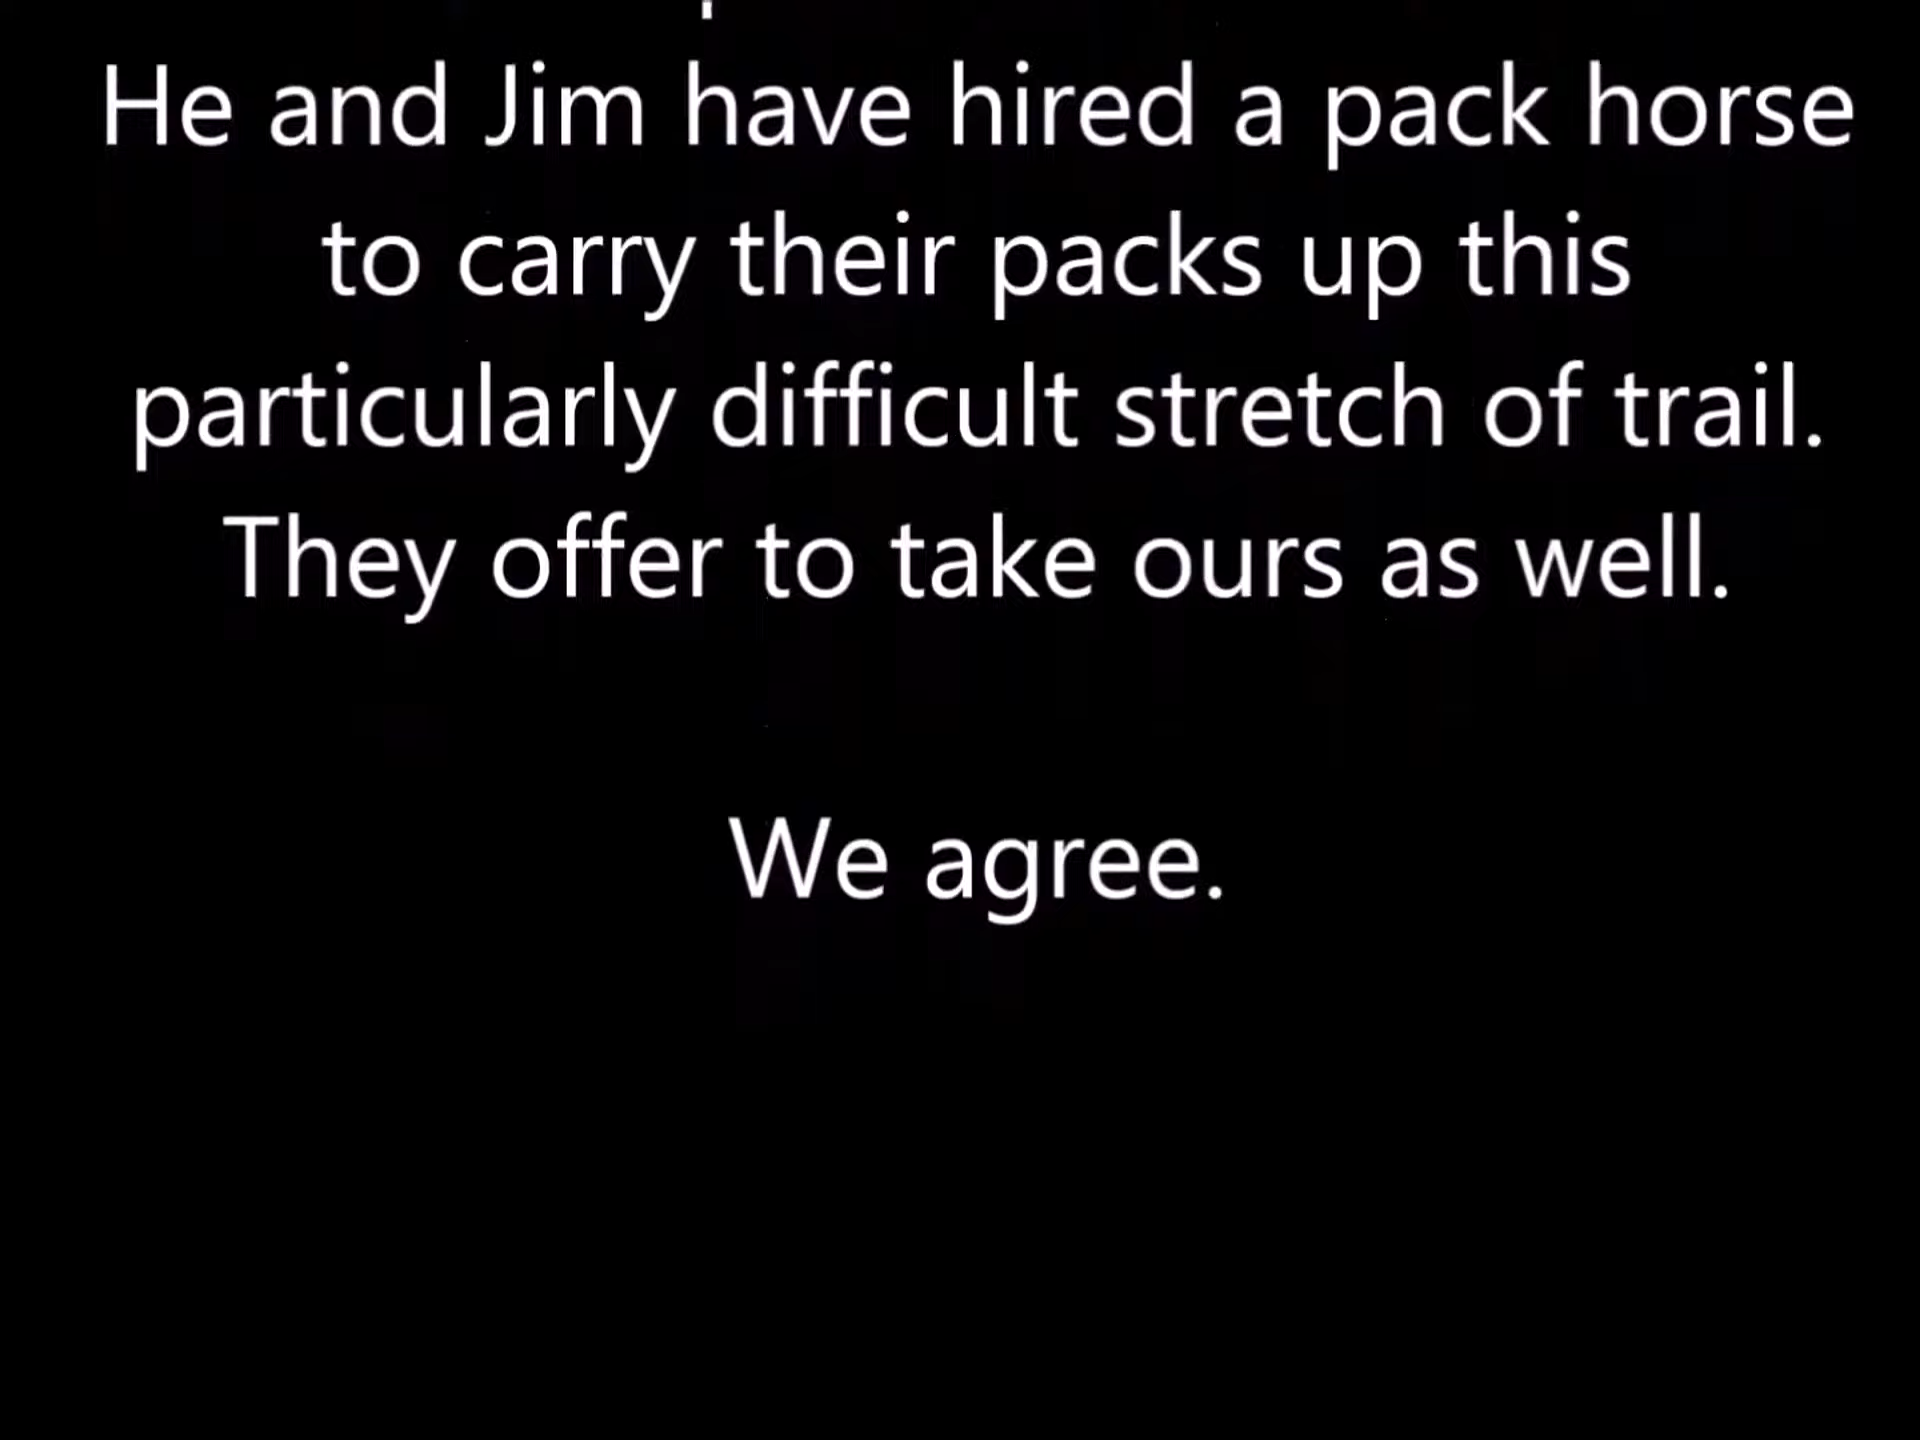 He and Jim have hired a pack horse
to carry their packs up this
particularly difficult stretch of trail.
They offer to take ours as well.
We agree.